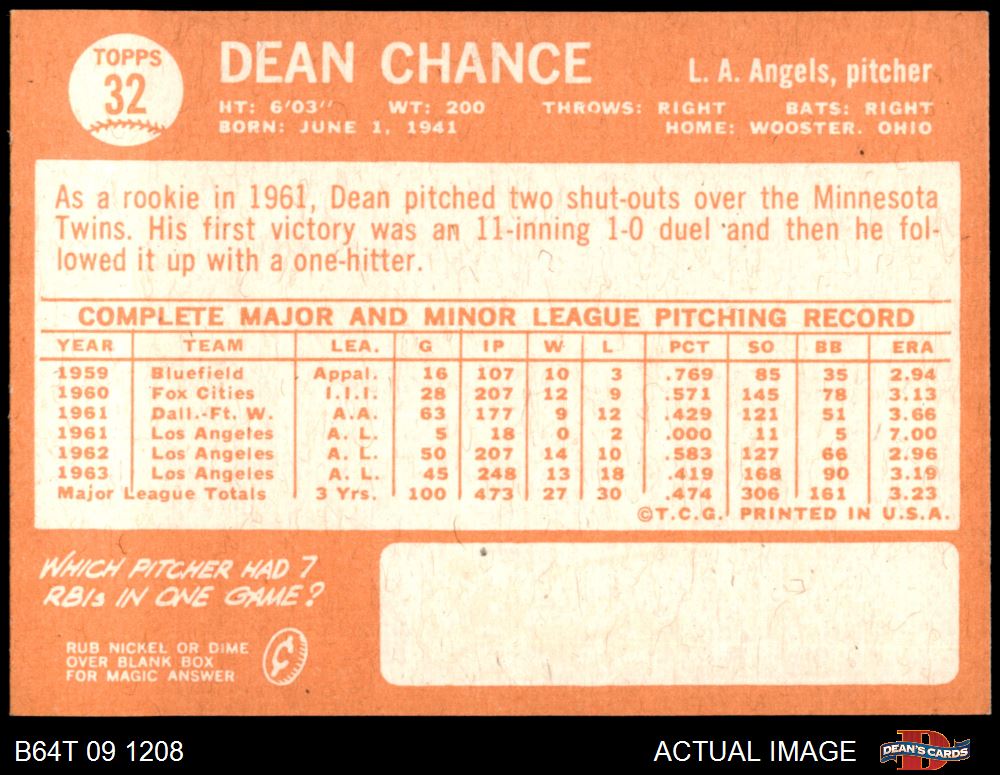 TOPPS
32
DEAN CHANCE
L. A. Angels, pitcher
HT: 6'03" WT: 200 THROWS: RIGHT BATS: RIGHT
BORN: JUNE 1, 1941 HOME: WOOSTER. OHIO
As a rookie in 1961, Dean pitched two shut-outs over the Minnesota
Twins. His first victory was an 11-inning 1-0 duel and then he fol-
lowed it up with a one-hitter.
COMPLETE MAJOR AND MINOR LEAGUE PITCHING RECORD
YEAR TEAM LEA. G IP W L PCT SO BB ERA
1959 Bluefield Appal. 16 107 10 3 .769 85 35 2.94
1960 Fox Cities I.I.I. 28 207 12 9 .571 145 78 3.13
1961 Dall.-Ft. W. A.A. 63 177 9 12 .429 121 51 3.66
1961 Los Angeles A. L. 5 18 0 2 .000 11 5 7.00
1962 Los Angeles A. L. 50 207 14 10 .583 127 66 2.96
1963 Los Angeles A. L. 45 248 13 18 .419 168 90 3.19
Major League Totals 3 Yrs. 100 473 27 30 .474 306 161 3.23
©T.C.G. PRINTED IN U.S.A.
WHICH PITCHER HAD 7
RBIs IN ONE GAME?
RUB NICKEL OR DIME
OVER BLANK BOX
FOR MAGIC ANSWER
¢
B64T 09 1208
ACTUAL IMAGE
DEAN'S CARDS